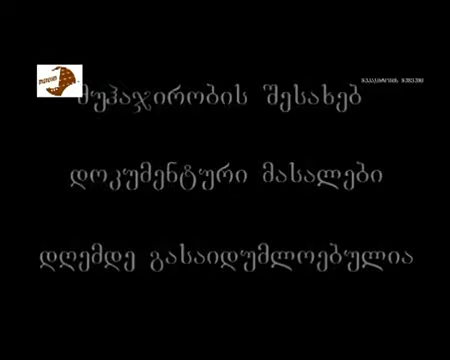 მუჰაჯირობის შესახებ
დოკუმენტური მასალები
დღემდე გასაიდუმლოებულია